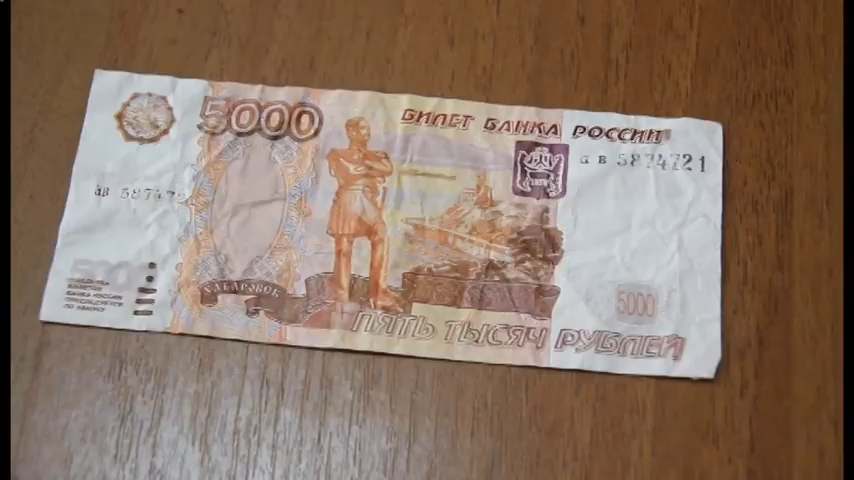 5000
БИЛЕТ БАНКА РОССИИ
ав 5874721
ХАБАРОВСК
5000
ПЯТЬ ТЫСЯЧ РУБЛЕЙ